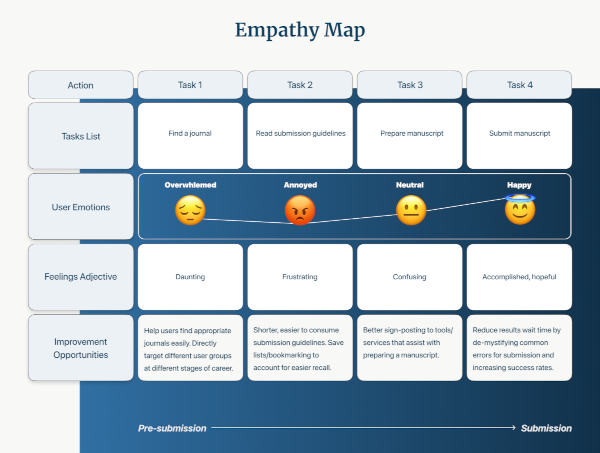 Empathy Map
Action
Task 1
Task 2
Task 3
Task 4
Tasks List
Find a journal
Read submission guidelines
Prepare manuscript
Submit manuscript
User Emotions
Overwhlemed
Annoyed
Neutral
Happy
Feelings Adjective
Daunting
Frustrating
Confusing
Accomplished, hopeful
Improvement
Opportunities
Help users find appropriate
journals easily. Directly
target different user groups
at different stages of career.
Shorter, easier to consume
submission guidelines. Save
lists/bookmarking to
account for easier recall.
Better sign-posting to tools/
services that assist with
preparing a manuscript.
Reduce results wait time by
de-mystifying common
errors for submission and
increasing success rates.
Pre-submission
Submission